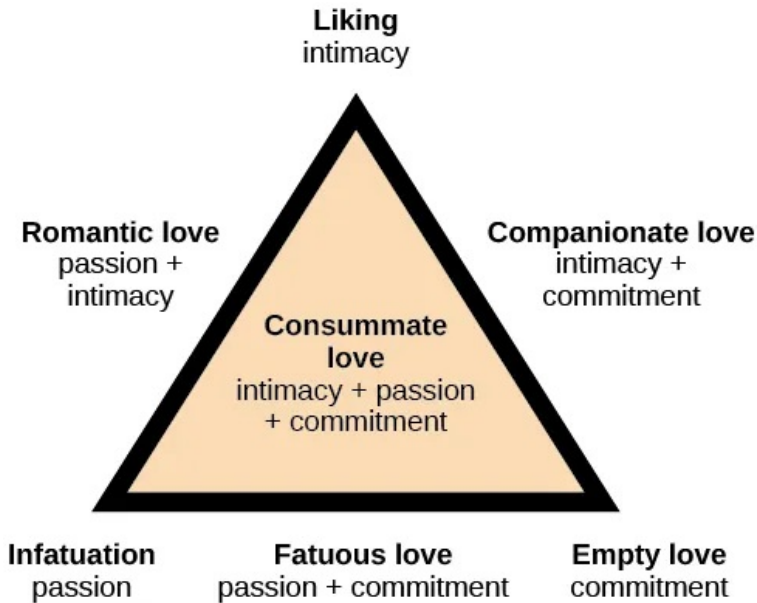 Liking
intimacy
Romantic love
passion +
intimacy
Companionate love
intimacy +
commitment
Consummate
love
intimacy + passion
+ commitment
Infatuation
passion
Fatuous love
passion + commitment
Empty love
commitment